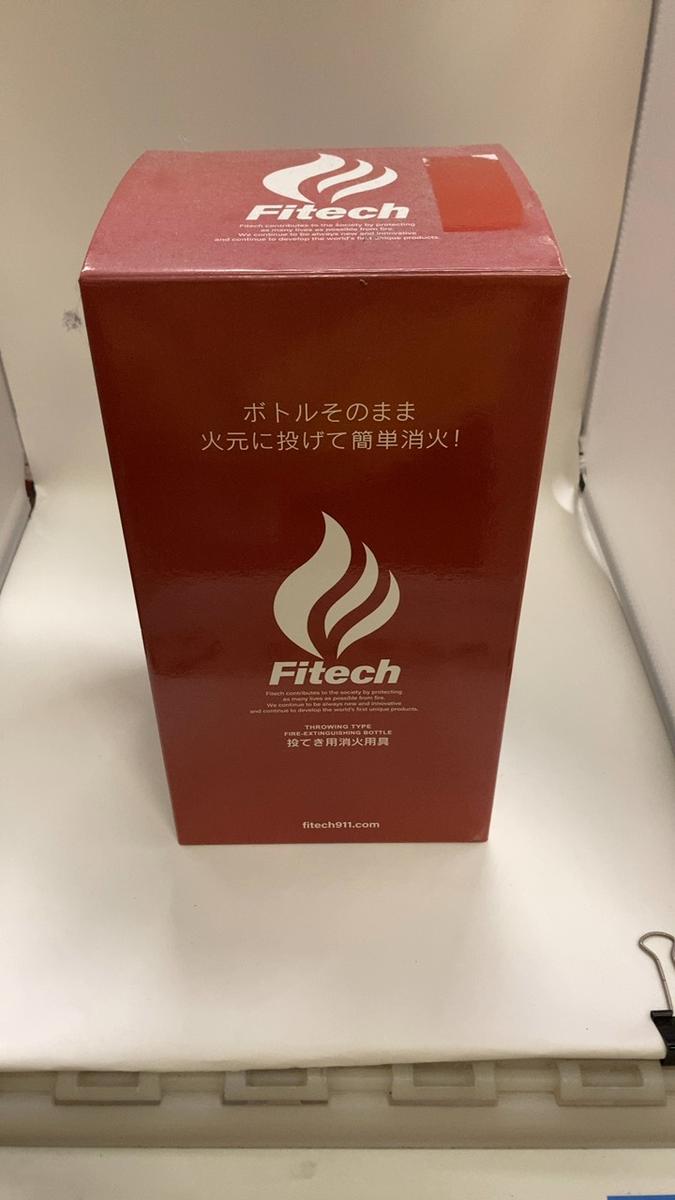 Fitech
Fitech contributes to the society by protecting
as many lives as possible from fire.
We continue to be always new and innovative
and continue to develop the world's first unique products.
ボトルそのまま
火元に投げて簡単消火！
Fitech
Fitech contributes to the society by protecting
as many lives as possible from fire.
We continue to be always new and innovative
and continue to develop the world's first unique products.
THROWING TYPE
FIRE-EXTINGUISHING BOTTLE
投てき用消火用具
fitech911.com